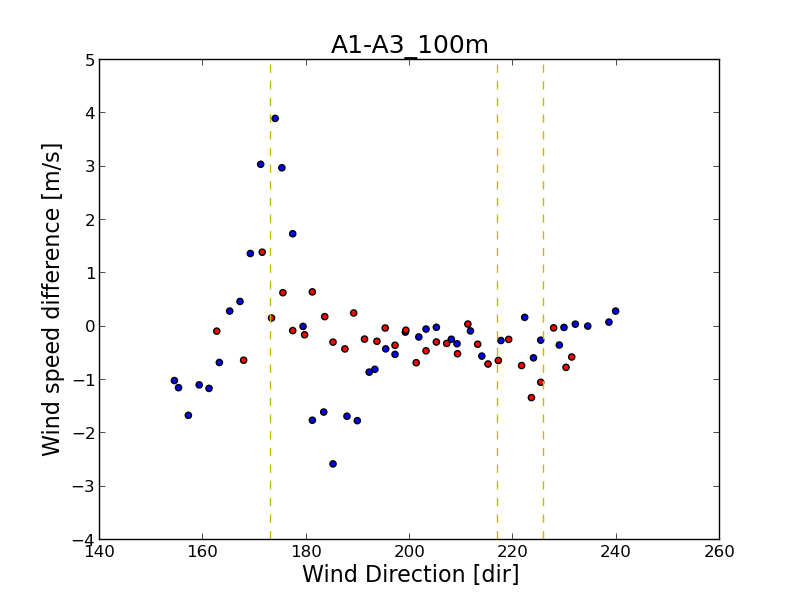 A1-A3_100m
Wind speed difference [m/s]
5
4
3
2
1
0
−1
−2
−3
−4
140 160 180 200 220 240 260
Wind Direction [dir]